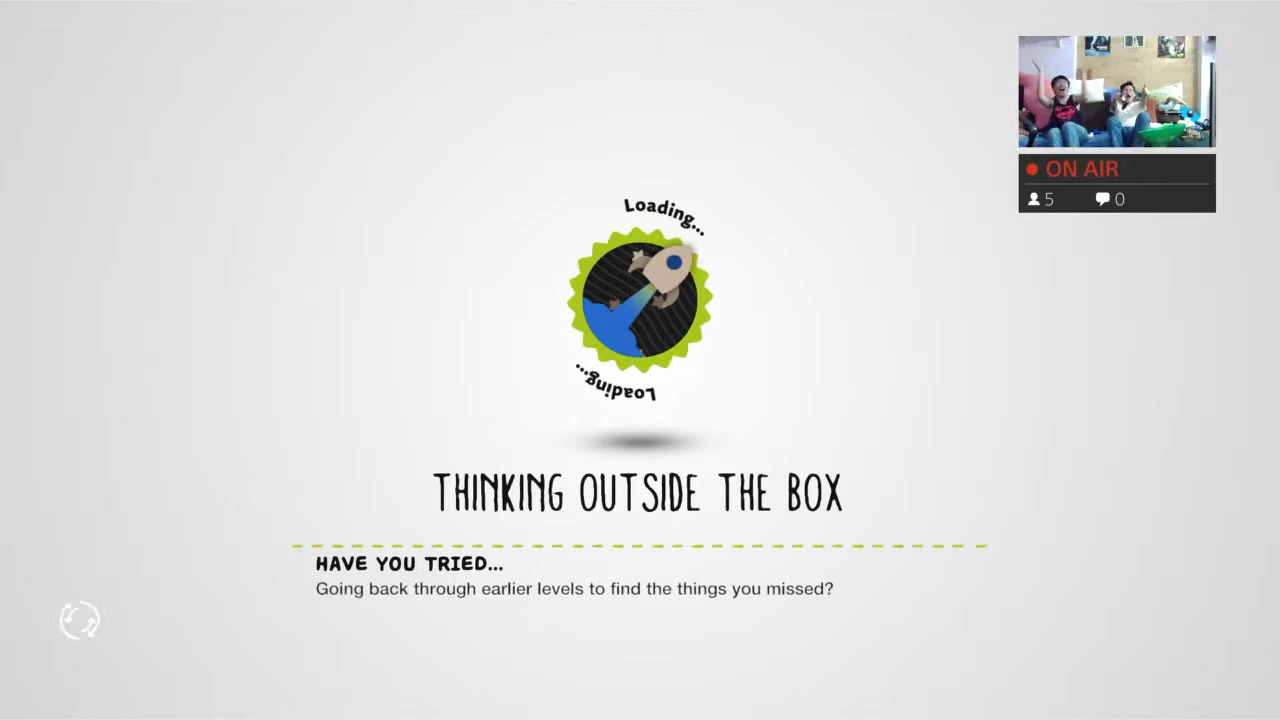 ON AIR
5 0
Loading...
Loading...
THINKING OUTSIDE THE BOX
HAVE YOU TRIED...
Going back through earlier levels to find the things you missed?